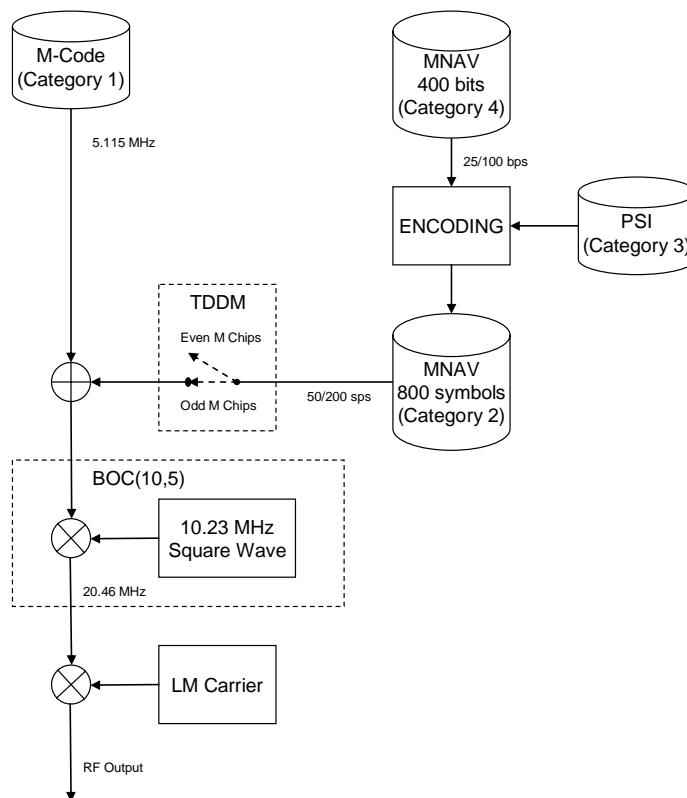 M-Code
(Category 1)
MNAV
400 bits
(Category 4)
5.115 MHz
25/100 bps
ENCODING
PSI
(Category 3)
TDDM
Even M Chips
Odd M Chips
50/200 sps
MNAV
800 symbols
(Category 2)
BOC(10,5)
10.23 MHz
Square Wave
20.46 MHz
LM Carrier
RF Output